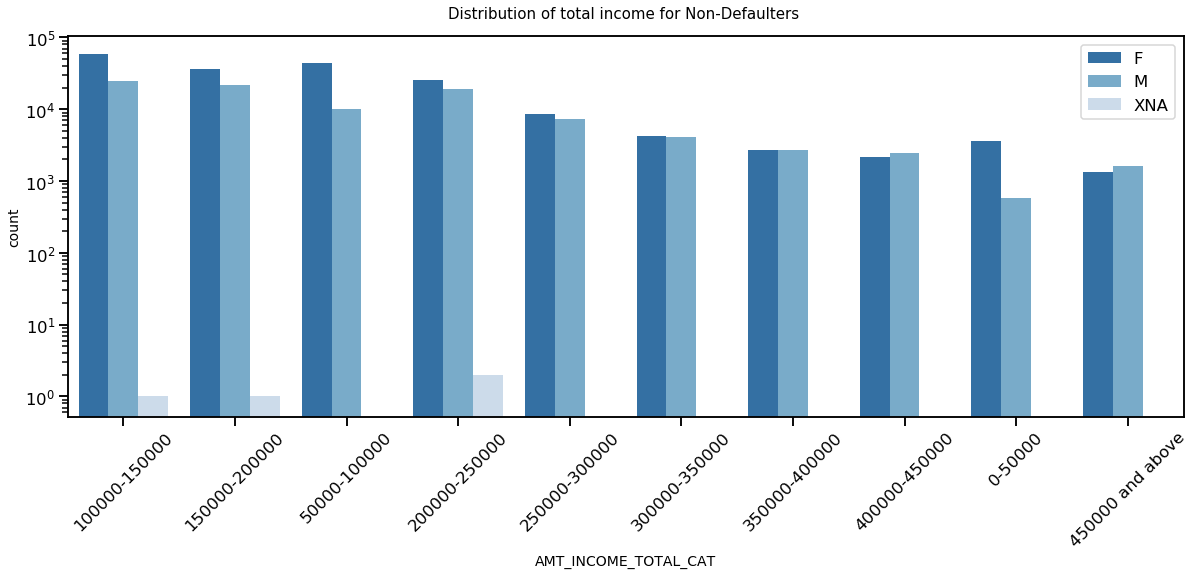 Distribution of total income for Non-Defaulters
F
M
XNA
count
10^5
10^4
10^3
10^2
10^1
10^0
100000-150000
150000-200000
50000-100000
200000-250000
250000-300000
300000-350000
350000-400000
400000-450000
0-50000
450000 and above
AMT_INCOME_TOTAL_CAT